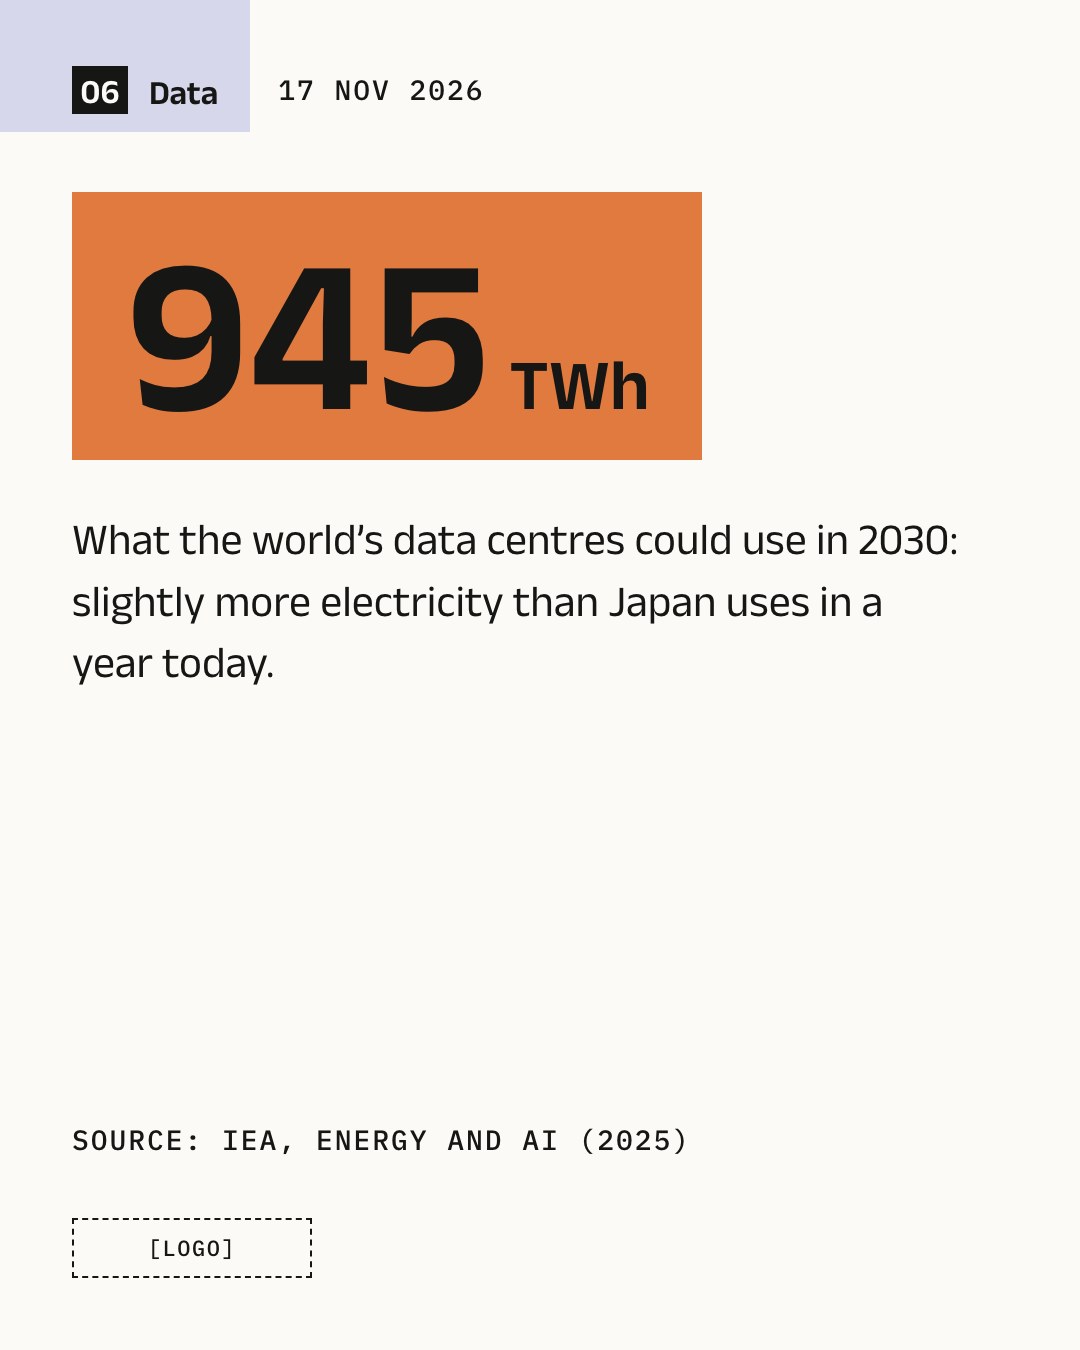 06 Data 17 NOV 2026
945 TWh
What the world’s data centres could use in 2030:
slightly more electricity than Japan uses in a
year today.
SOURCE: IEA, ENERGY AND AI (2025)
[LOGO]